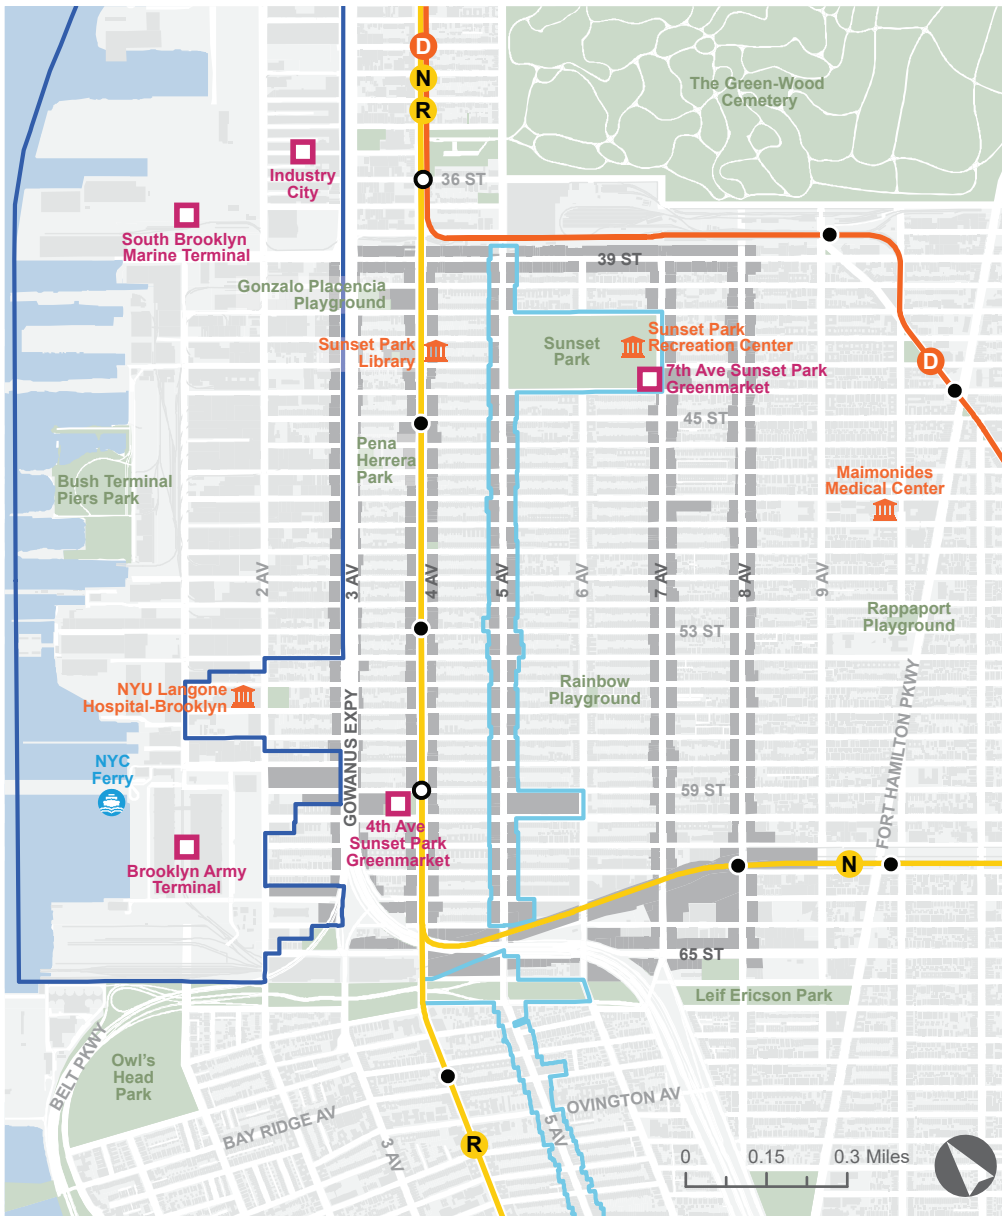 D
N
R
The Green-Wood
Cemetery
Industry
City
36 ST
South Brooklyn
Marine Terminal
39 ST
Gonzalo Placencia
Playground
Sunset Park
Library
Sunset
Park
Sunset Park
Recreation Center
D
7th Ave Sunset Park
Greenmarket
45 ST
Pena
Herrera
Park
Bush Terminal
Piers Park
Maimonides
Medical Center
2 AV
3 AV
4 AV
5 AV
6 AV
7 AV
8 AV
9 AV
Rappaport
Playground
53 ST
NYU Langone
Hospital-Brooklyn
Rainbow
Playground
GOWANUS EXPY
FORT HAMILTON PKWY
NYC
Ferry
59 ST
4th Ave
Sunset Park
Greenmarket
Brooklyn Army
Terminal
N
65 ST
Leif Ericson Park
BELT PKWY
Owl's
Head
Park
BAY RIDGE AV
3 AV
5 AV
OVINGTON AV
R
0 0.15 0.3 Miles